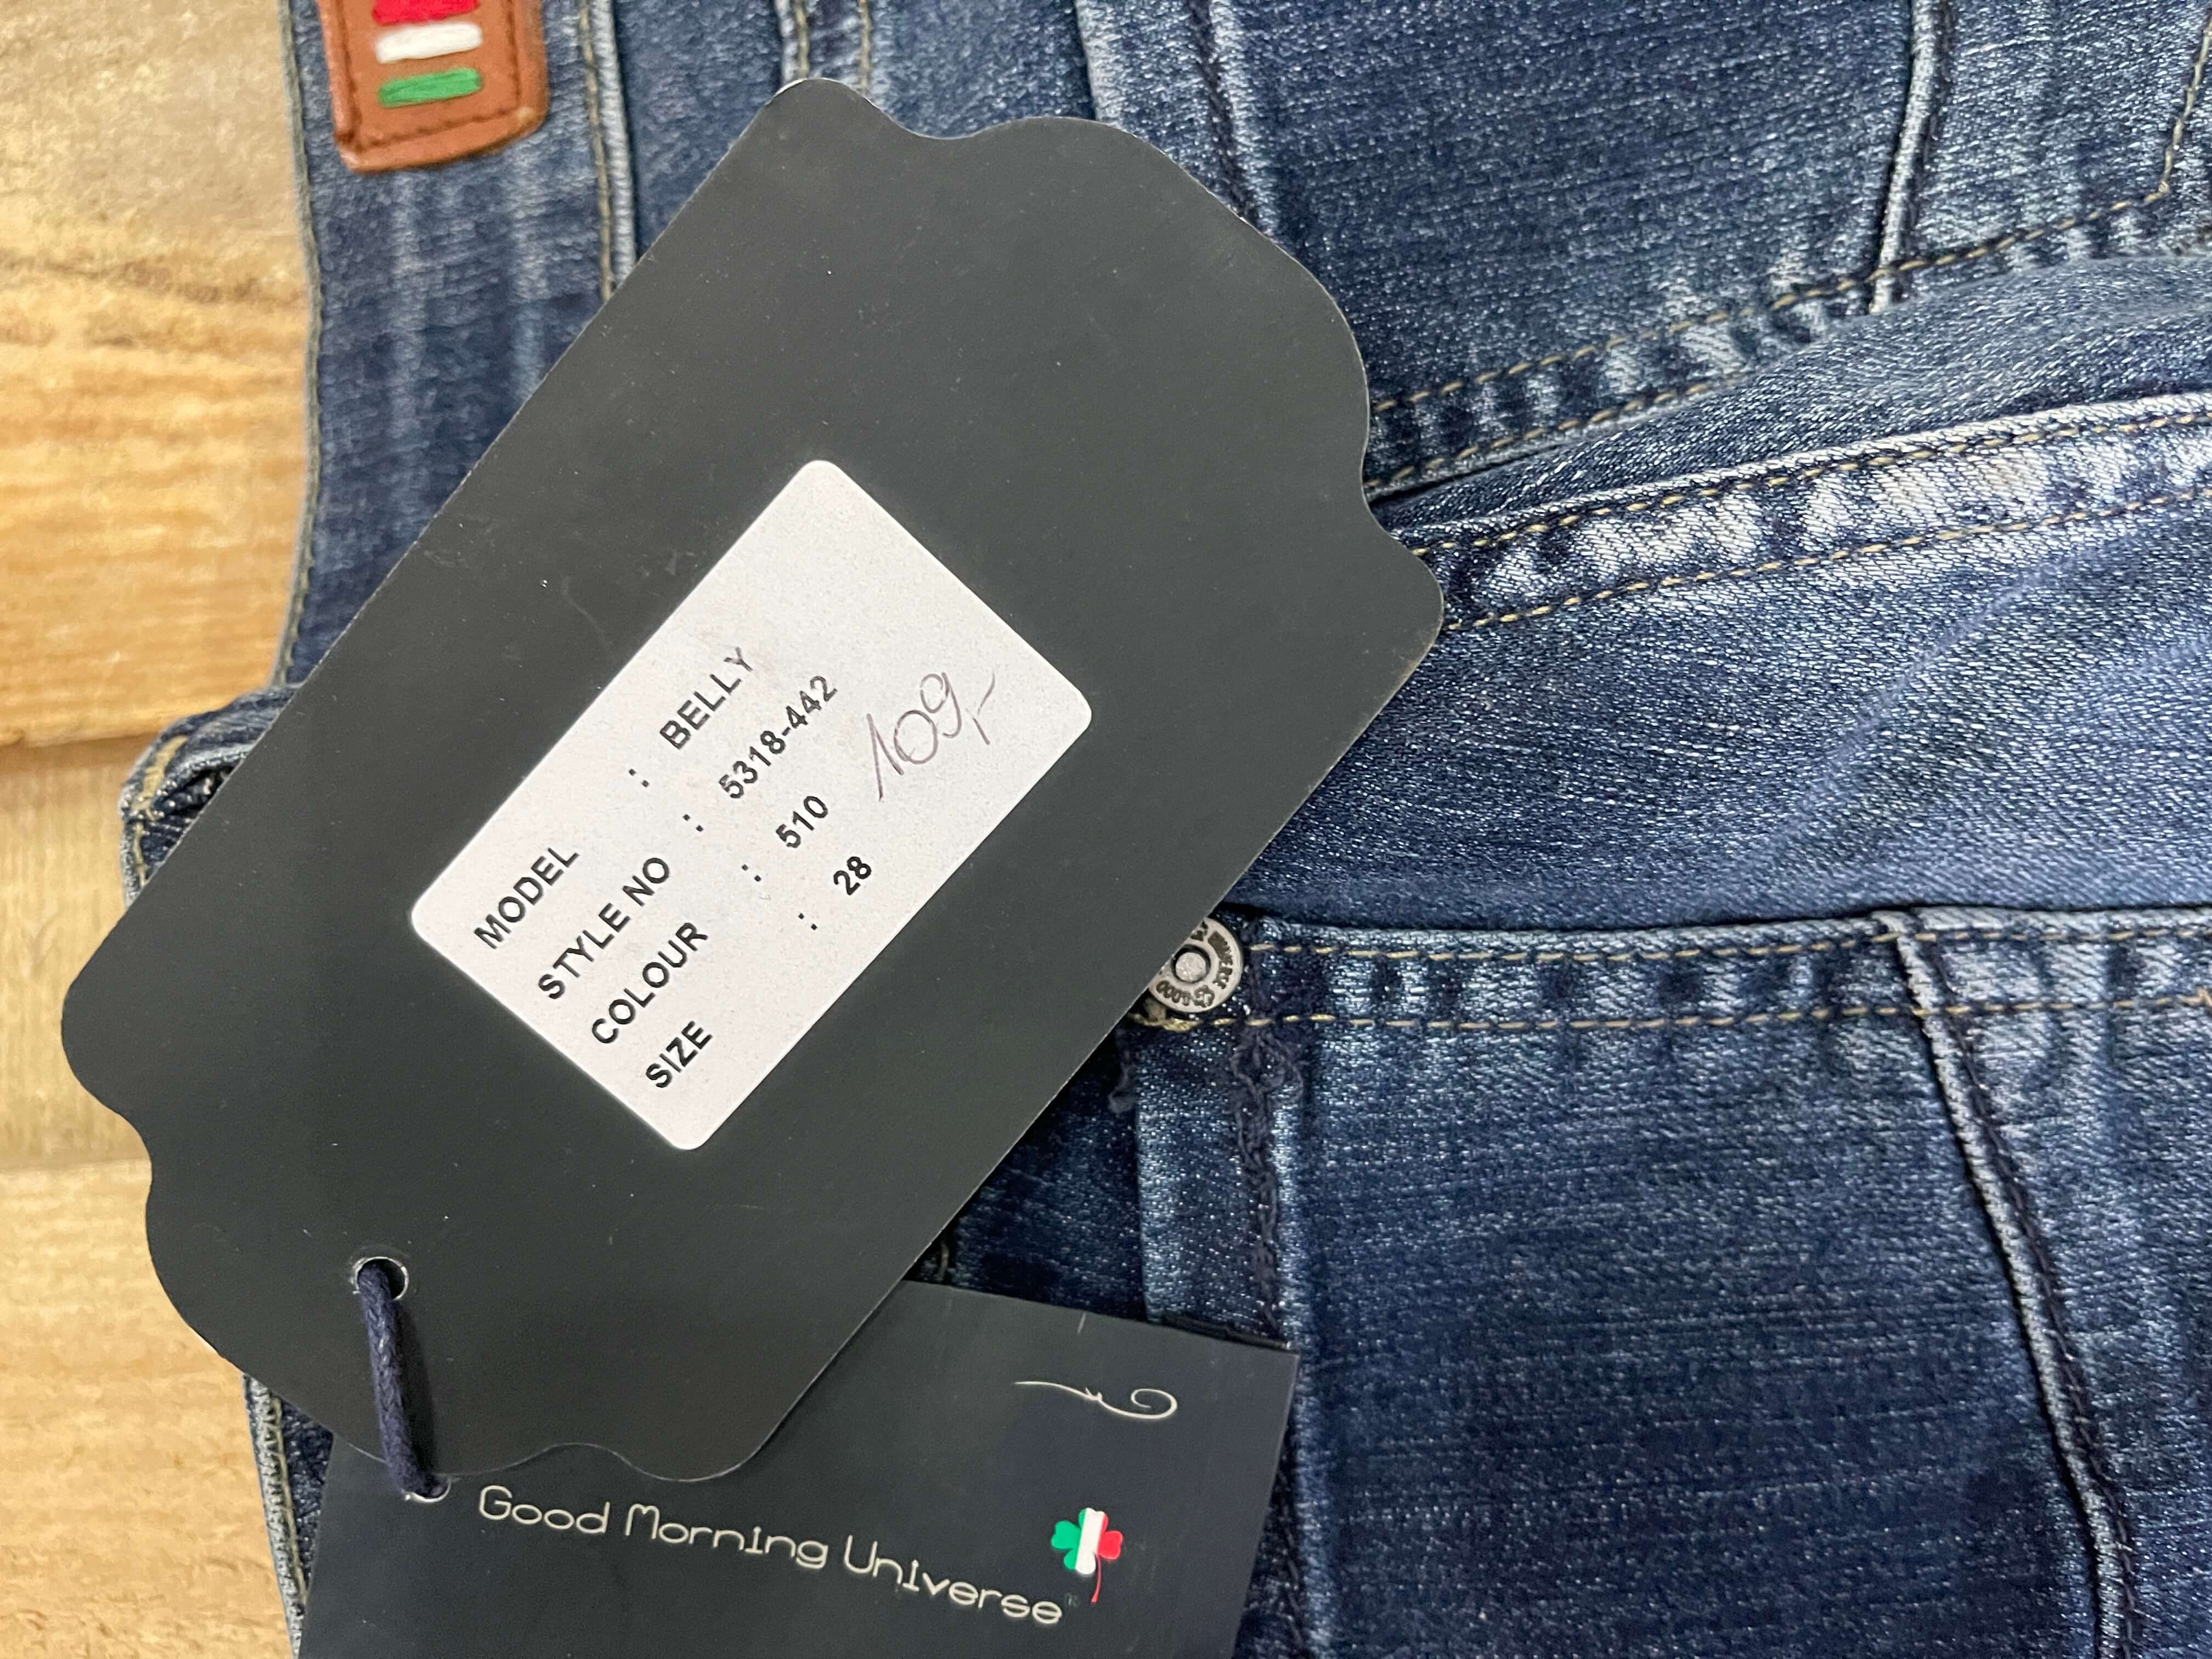 MODEL : BELLY
STYLE NO : 5318-442
COLOUR : 510
SIZE : 28
109,-
Good Morning Universe